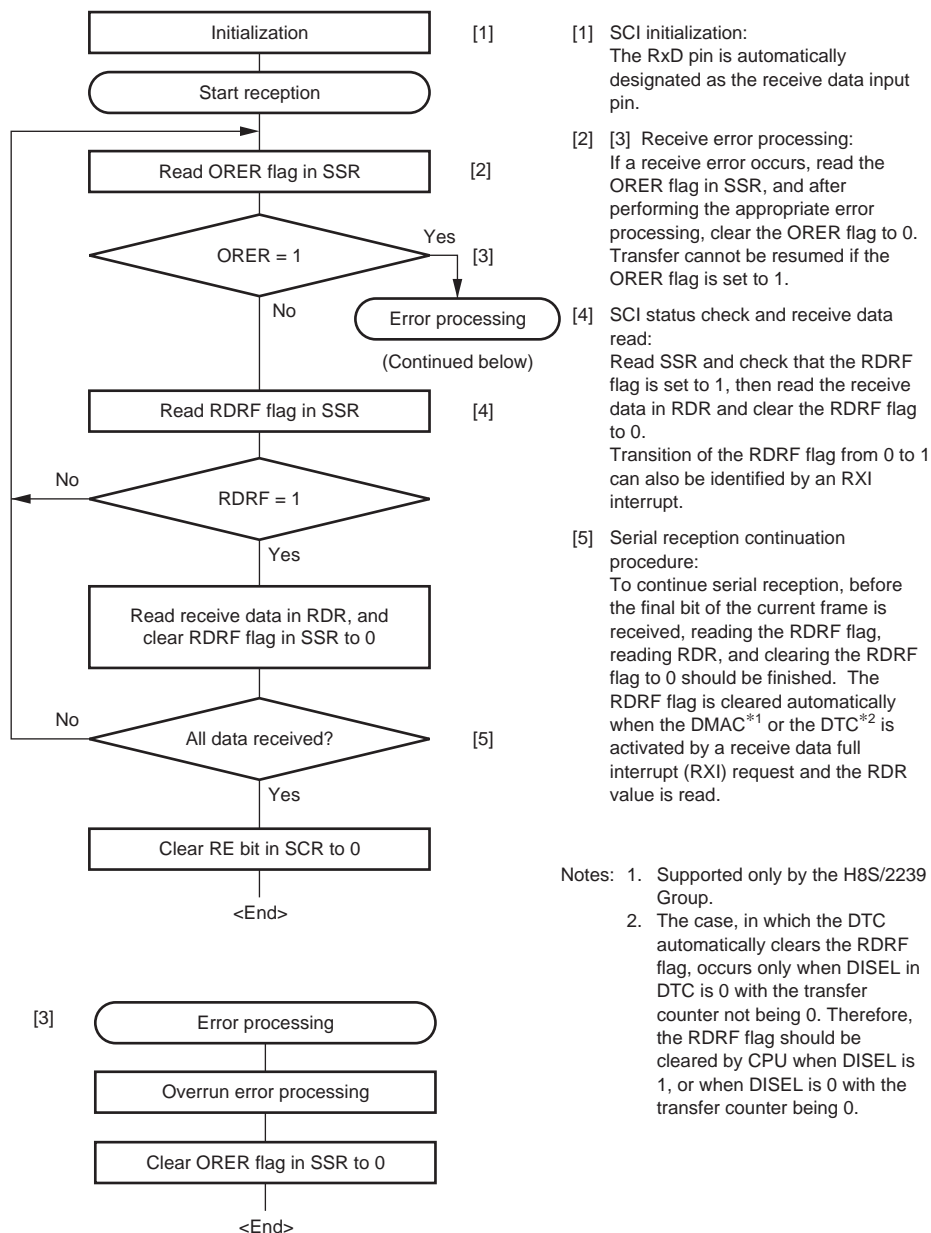 Initialization
[1]
Start reception
Read ORER flag in SSR
[2]
ORER = 1
Yes
[3]
No
Error processing
(Continued below)
Read RDRF flag in SSR
[4]
No
RDRF = 1
Yes
Read receive data in RDR, and
clear RDRF flag in SSR to 0
No
All data received?
[5]
Yes
Clear RE bit in SCR to 0
<End>
[3]
Error processing
Overrun error processing
Clear ORER flag in SSR to 0
<End>
[1] SCI initialization:
The RxD pin is automatically
designated as the receive data input
pin.
[2] [3] Receive error processing:
If a receive error occurs, read the
ORER flag in SSR, and after
performing the appropriate error
processing, clear the ORER flag to 0.
Transfer cannot be resumed if the
ORER flag is set to 1.
[4] SCI status check and receive data
read:
Read SSR and check that the RDRF
flag is set to 1, then read the receive
data in RDR and clear the RDRF flag
to 0.
Transition of the RDRF flag from 0 to 1
can also be identified by an RXI
interrupt.
[5] Serial reception continuation
procedure:
To continue serial reception, before
the final bit of the current frame is
received, reading the RDRF flag,
reading RDR, and clearing the RDRF
flag to 0 should be finished. The
RDRF flag is cleared automatically
when the DMAC*1 or the DTC*2 is
activated by a receive data full
interrupt (RXI) request and the RDR
value is read.
Notes: 1. Supported only by the H8S/2239
Group.
2. The case, in which the DTC
automatically clears the RDRF
flag, occurs only when DISEL in
DTC is 0 with the transfer
counter not being 0. Therefore,
the RDRF flag should be
cleared by CPU when DISEL is
1, or when DISEL is 0 with the
transfer counter being 0.